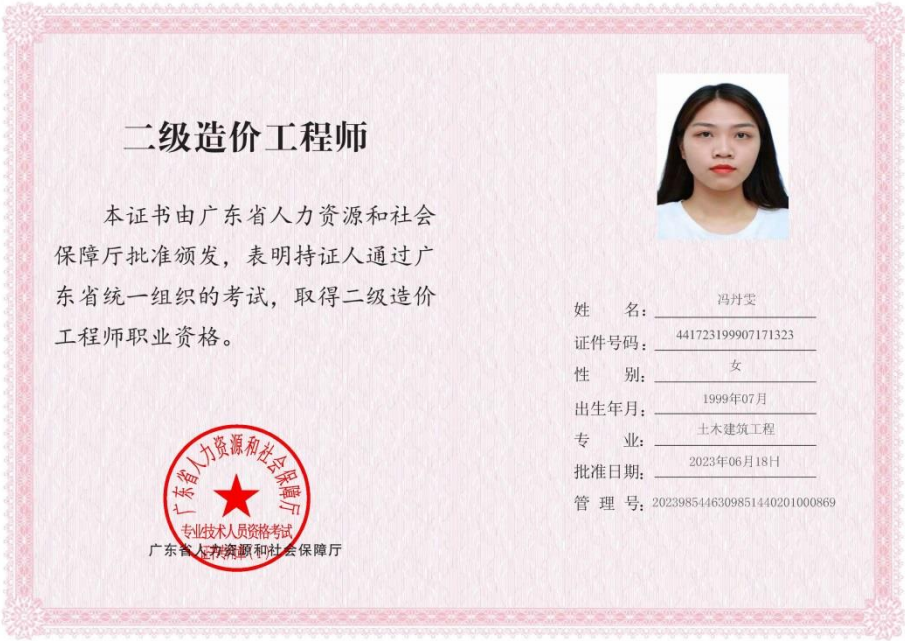 二级造价工程师
本证书由广东省人力资源和社会
保障厅批准颁发，表明持证人通过广
东省统一组织的考试，取得二级造价
工程师职业资格。
广东省人力资源和社会保障厅
专业技术人员资格考试
广东省人力资源和社会保障厅
姓 名：冯丹雯
证件号码：441723199907171323
性 别：女
出生年月：1999年07月
专 业：土木建筑工程
批准日期：2023年06月18日
管 理 号：2023985446309851440201000869